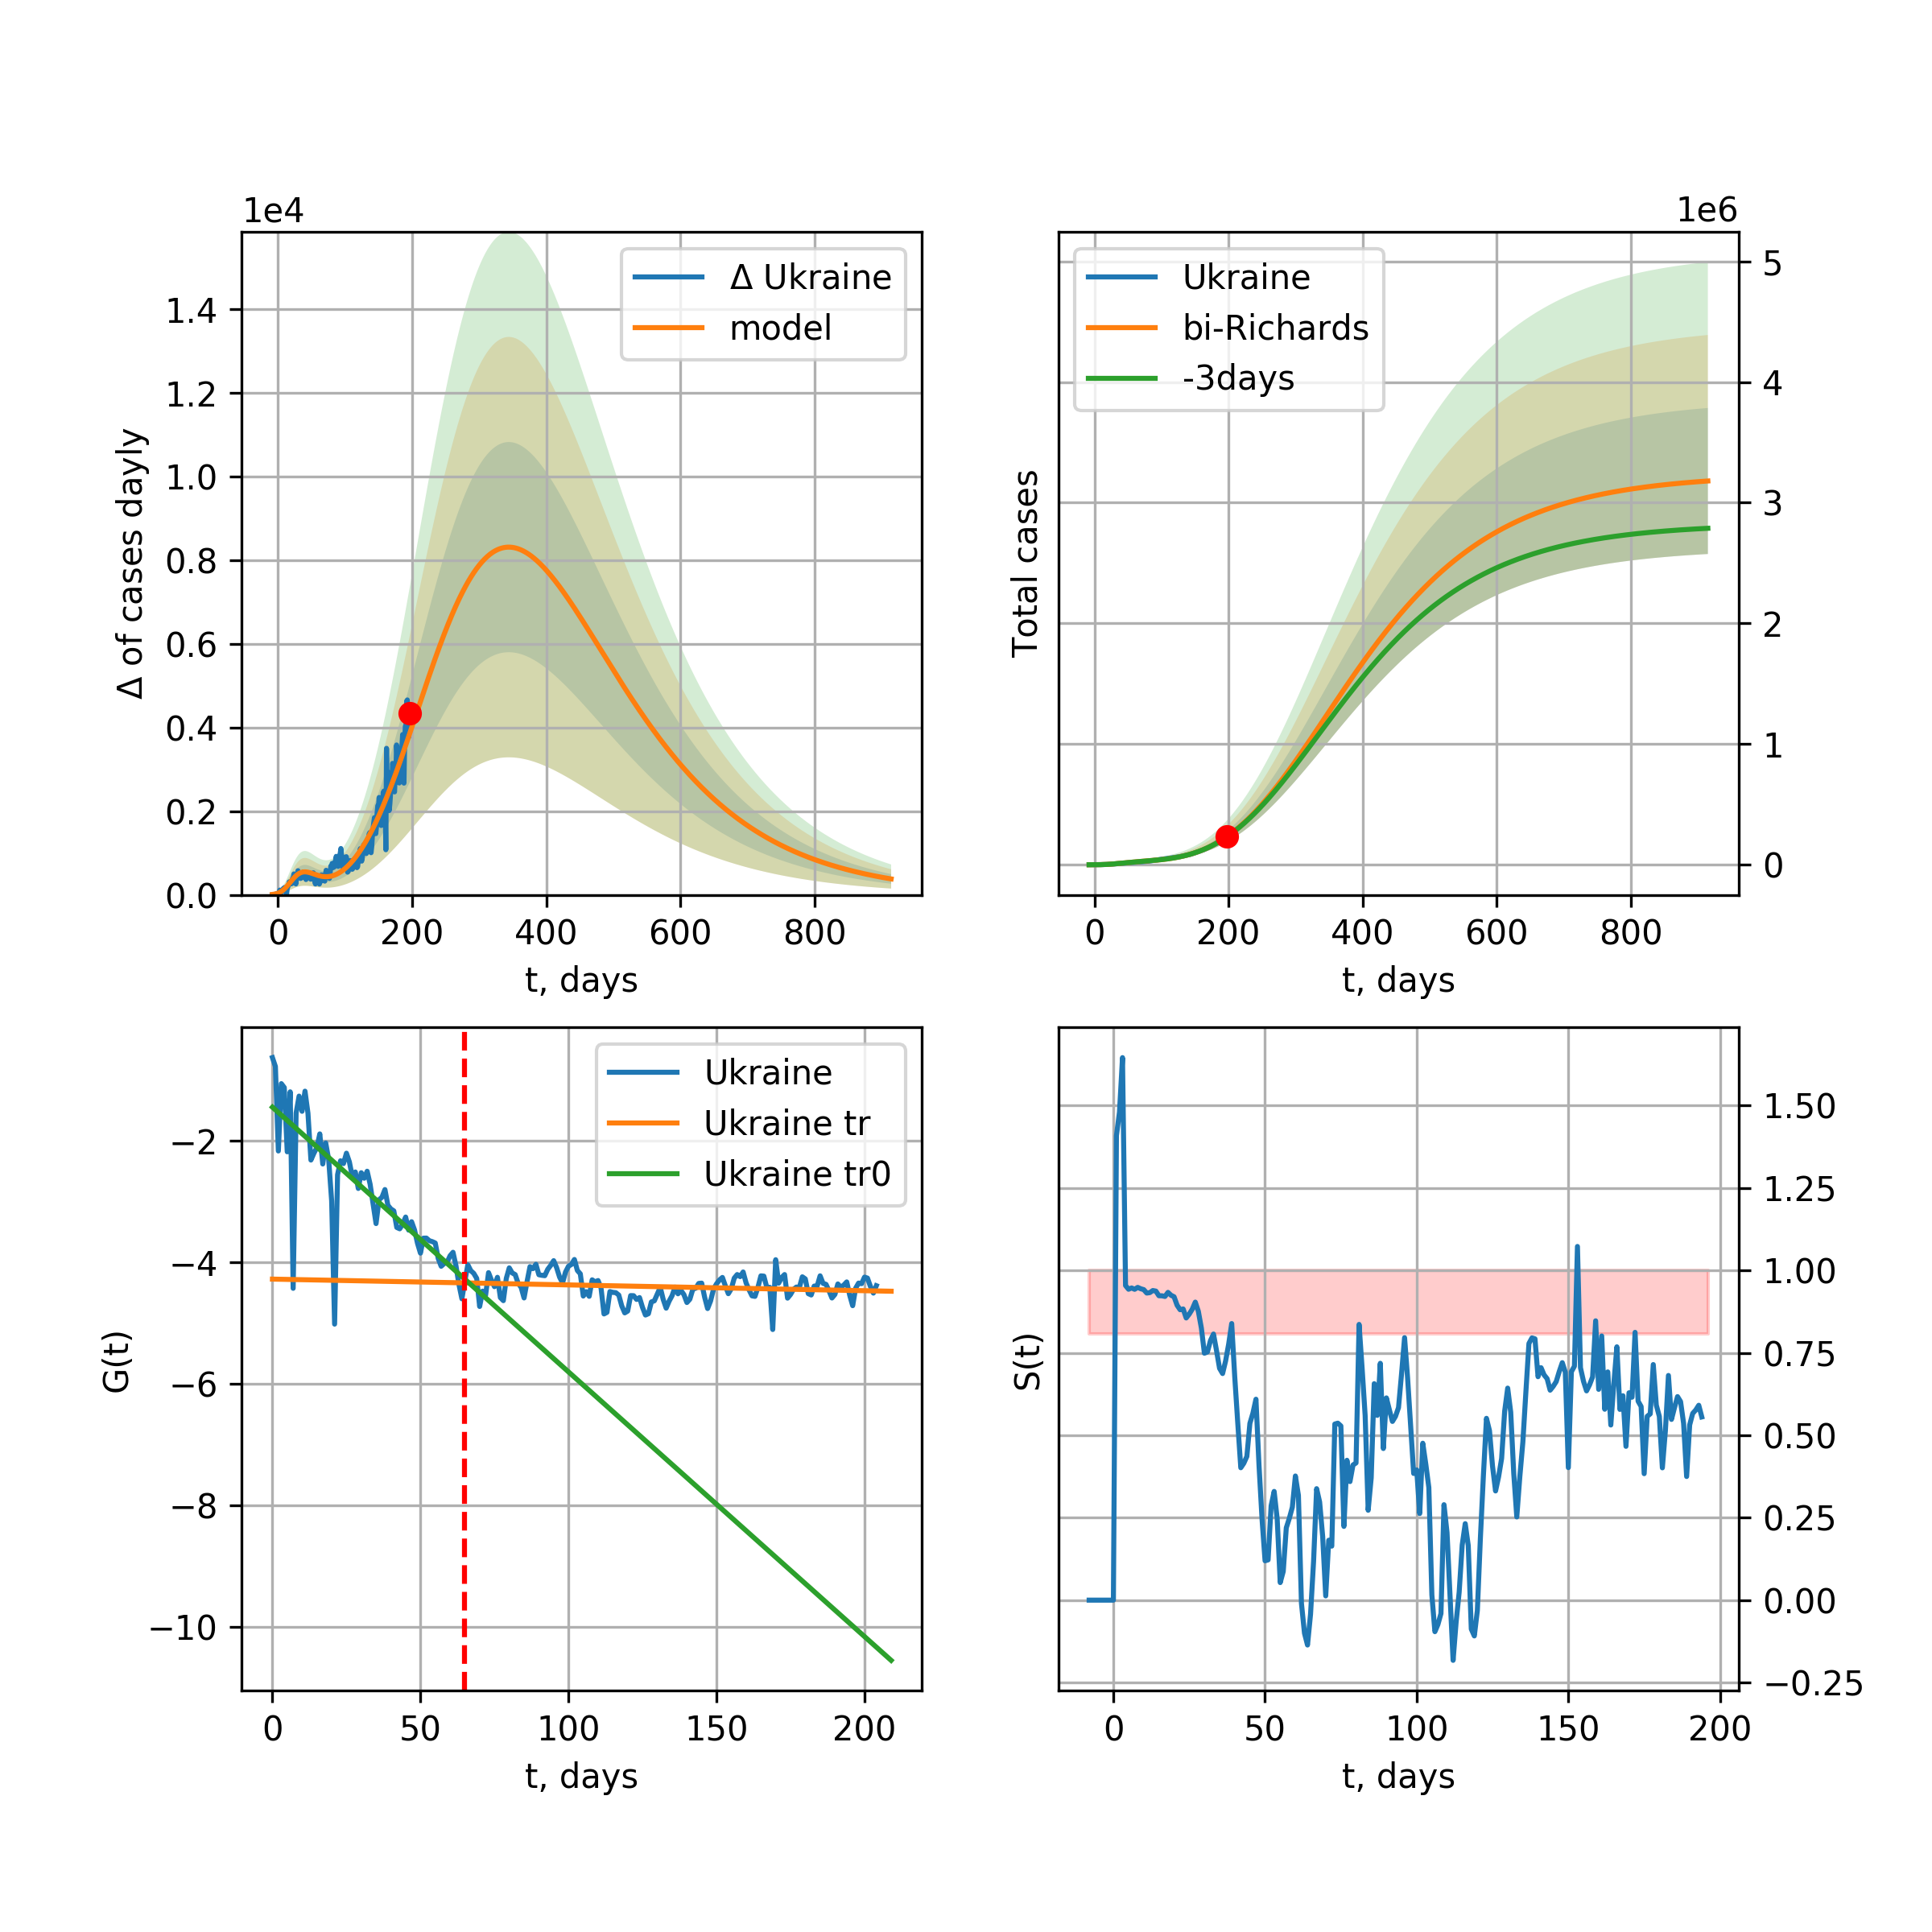 1e4
Δ of cases dayly
1.4
1.2
1.0
0.8
0.6
0.4
0.2
0.0
0 200 400 600 800
t, days
Δ Ukraine
model
1e6
Total cases
5
4
3
2
1
0
0 200 400 600 800
t, days
Ukraine
bi-Richards
-3days
G(t)
−2
−4
−6
−8
−10
0 50 100 150 200
t, days
Ukraine
Ukraine tr
Ukraine tr0
S(t)
1.50
1.25
1.00
0.75
0.50
0.25
0.00
−0.25
0 50 100 150 200
t, days